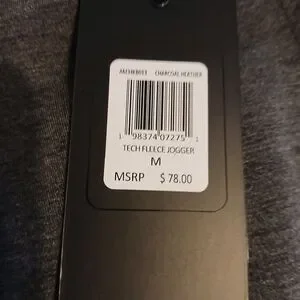 CHARCOAL HEATHER
1 98374 07275 1
TECH FLEECE JOGGER
M
MSRP $ 78.00